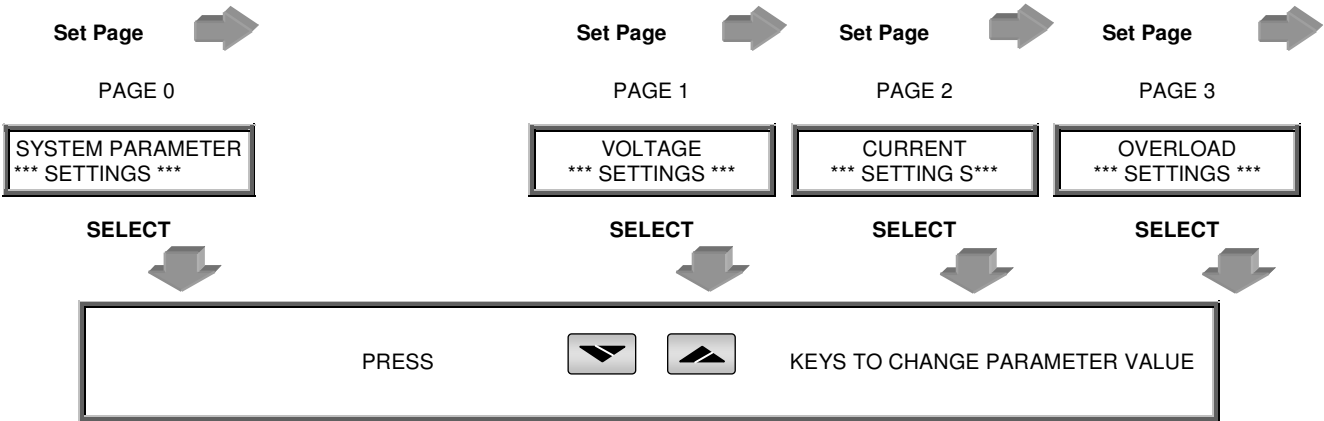 Set Page
Set Page
Set Page
Set Page
PAGE 0
PAGE 1
PAGE 2
PAGE 3
SYSTEM PARAMETER
*** SETTINGS ***
VOLTAGE
*** SETTINGS ***
CURRENT
*** SETTING S***
OVERLOAD
*** SETTINGS ***
SELECT
SELECT
SELECT
SELECT
PRESS KEYS TO CHANGE PARAMETER VALUE